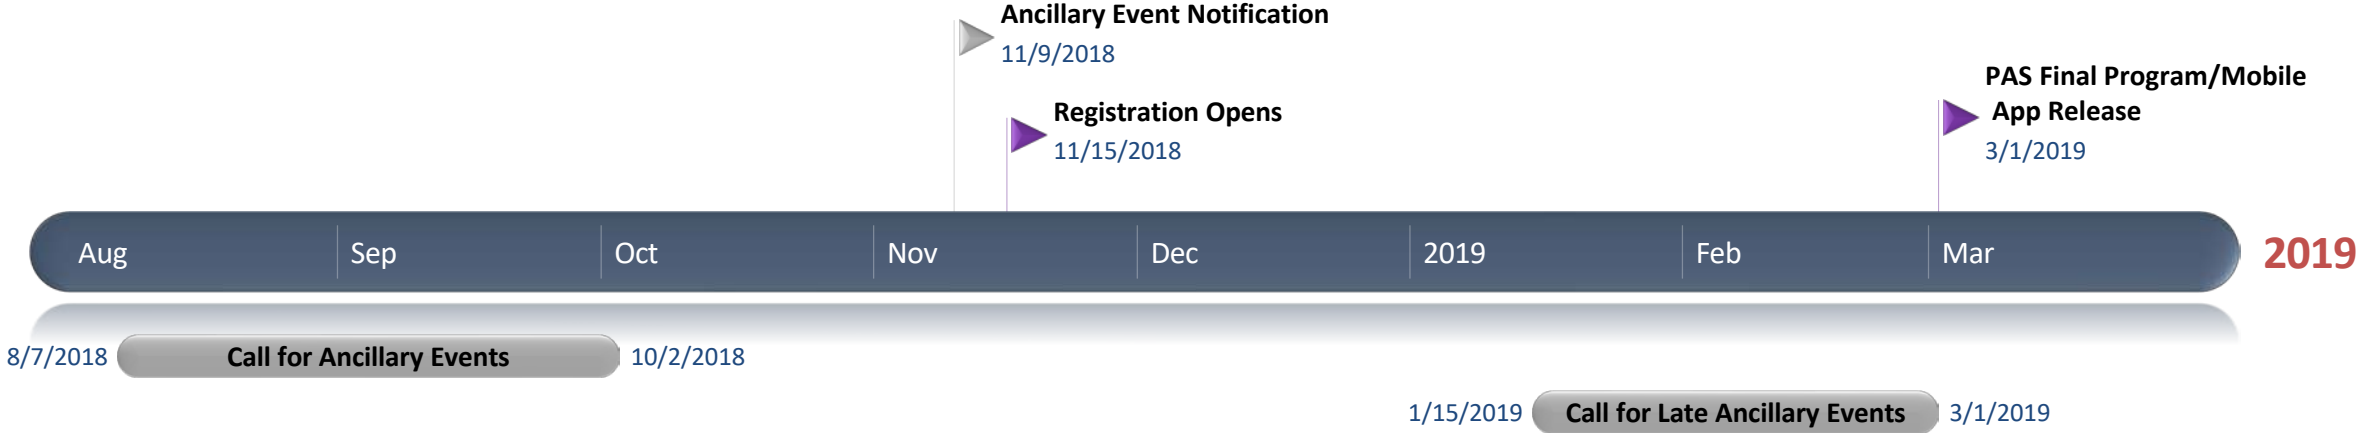 Ancillary Event Notification
11/9/2018
PAS Final Program/Mobile
App Release
3/1/2019
Registration Opens
11/15/2018
Aug Sep Oct Nov Dec 2019 Feb Mar 2019
8/7/2018 Call for Ancillary Events 10/2/2018
1/15/2019 Call for Late Ancillary Events 3/1/2019